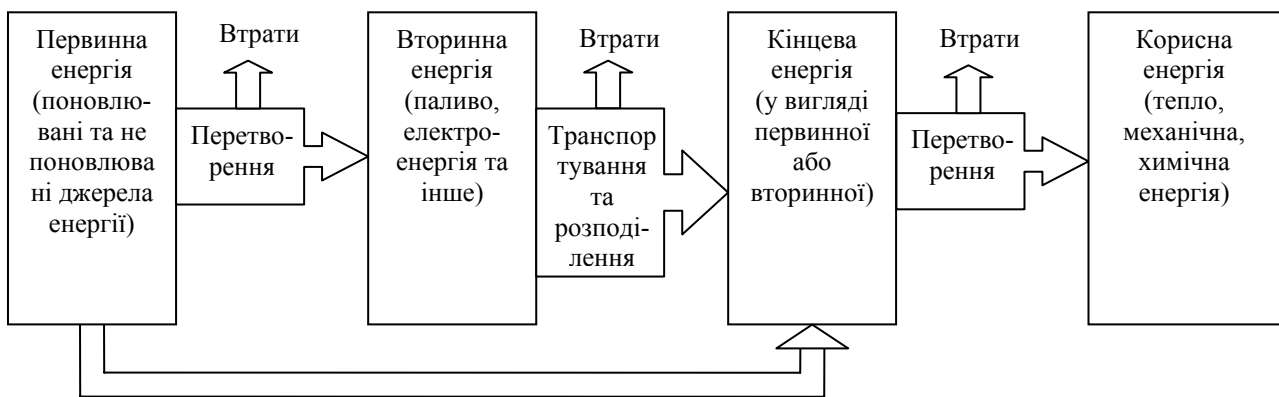 Первинна
енергія
(поновлю-
вані та не
поновлюва
ні джерела
енергії)
Втрати
Перетво-
рення
Вторинна
енергія
(паливо,
електро-
енергія та
інше)
Втрати
Транспор
тування
та
розподі-
лення
Кінцева
енергія
(у вигляді
первинної
або
вторинної)
Втрати
Перетво-
рення
Корисна
енергія
(тепло,
механічна,
хімічна
енергія)